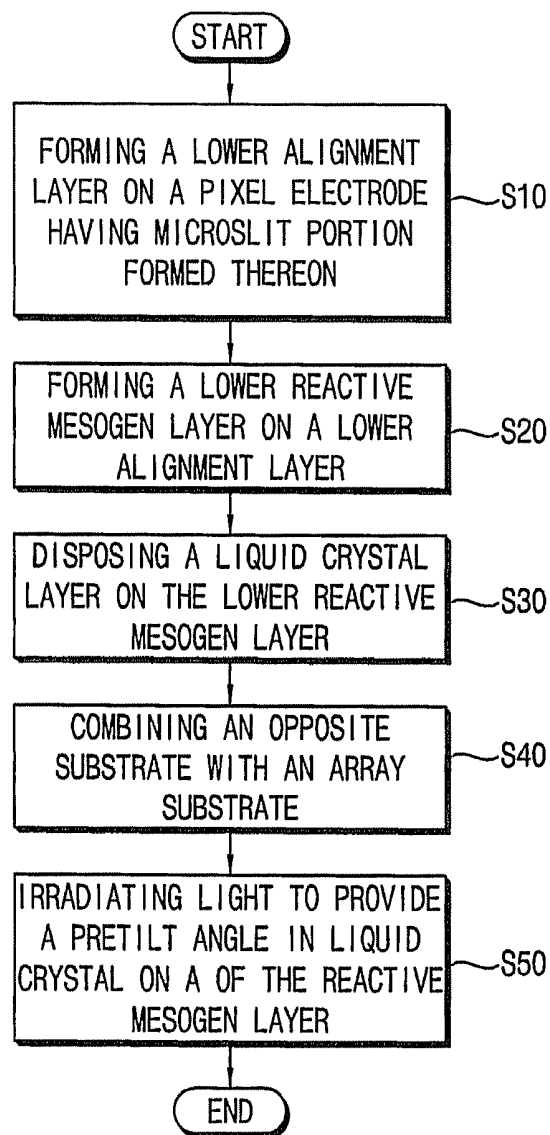 START
FORMING A LOWER ALIGNMENT
LAYER ON A PIXEL ELECTRODE
HAVING MICROSLIT PORTION
FORMED THEREON
S10
FORMING A LOWER REACTIVE
MESOGEN LAYER ON A LOWER
ALIGNMENT LAYER
S20
DISPOSING A LIQUID CRYSTAL
LAYER ON THE LOWER REACTIVE
MESOGEN LAYER
S30
COMBINING AN OPPOSITE
SUBSTRATE WITH AN ARRAY
SUBSTRATE
S40
IRRADIATING LIGHT TO PROVIDE
A PRETILT ANGLE IN LIQUID
CRYSTAL ON A OF THE REACTIVE
MESOGEN LAYER
S50
END